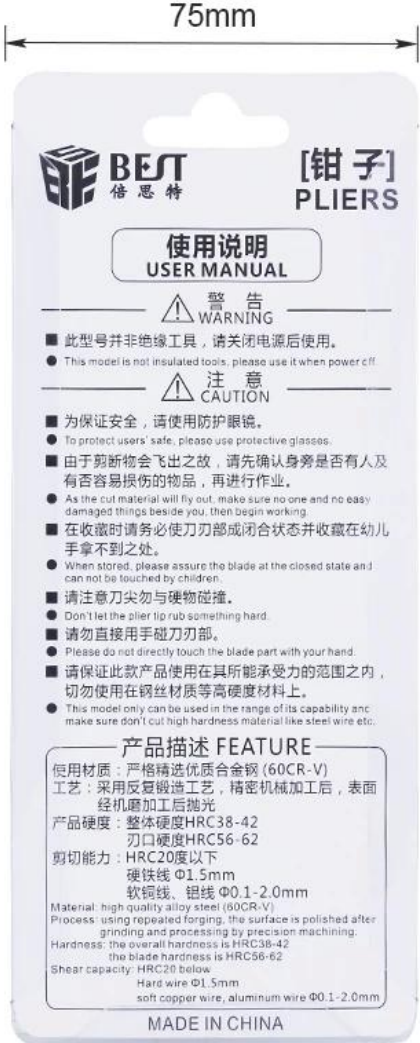 75mm
BEST
倍思特
[钳子]
PLIERS
使用说明
USER MANUAL
警 告
WARNING
■ 此型号并非绝缘工具，请关闭电源后使用。
● This model is not insulated tools, please use it when power off.
注 意
CAUTION
■ 为保证安全，请使用防护眼镜。
● To protect users' safe, please use protective glasses.
■ 由于剪断物会飞出之故，请先确认身旁是否有人及
有否容易损伤的物品，再进行作业。
● As the cut material will fly out, make sure no one and no easy
damaged things beside you, then begin working.
■ 在收藏时请务必使刀刃部成闭合状态并收藏在幼儿
手拿不到之处。
● When stored, please assure the blade at the closed state and
can not be touched by children.
■ 请注意刀尖勿与硬物碰撞。
● Don't let the plier tip rub something hard.
■ 请勿直接用手碰刀刃部。
● Please do not directly touch the blade part with your hand.
■ 请保证此款产品使用在其所能承受力的范围之内，
切勿使用在钢丝材质等高硬度材料上。
● This model only can be used in the range of its capability and
make sure don't cut high hardness material like steel wire etc.
产品描述 FEATURE
使用材质：严格精选优质合金钢 (60CR-V)
工艺：采用反复锻造工艺，精密机械加工后，表面
经机磨加工后抛光
产品硬度：整体硬度HRC38-42
刃口硬度HRC56-62
剪切能力：HRC20度以下
硬铁线 Φ1.5mm
软铜线、铝线 Φ0.1-2.0mm
Material: high quality alloy steel (60CR-V)
Process: using repeated forging, the surface is polished after
grinding and processing by precision machining.
Hardness: the overall hardness is HRC38-42
the blade hardness is HRC56-62
Shear capacity: HRC20 below
Hard wire Φ1.5mm
soft copper wire, aluminum wire Φ0.1-2.0mm
MADE IN CHINA